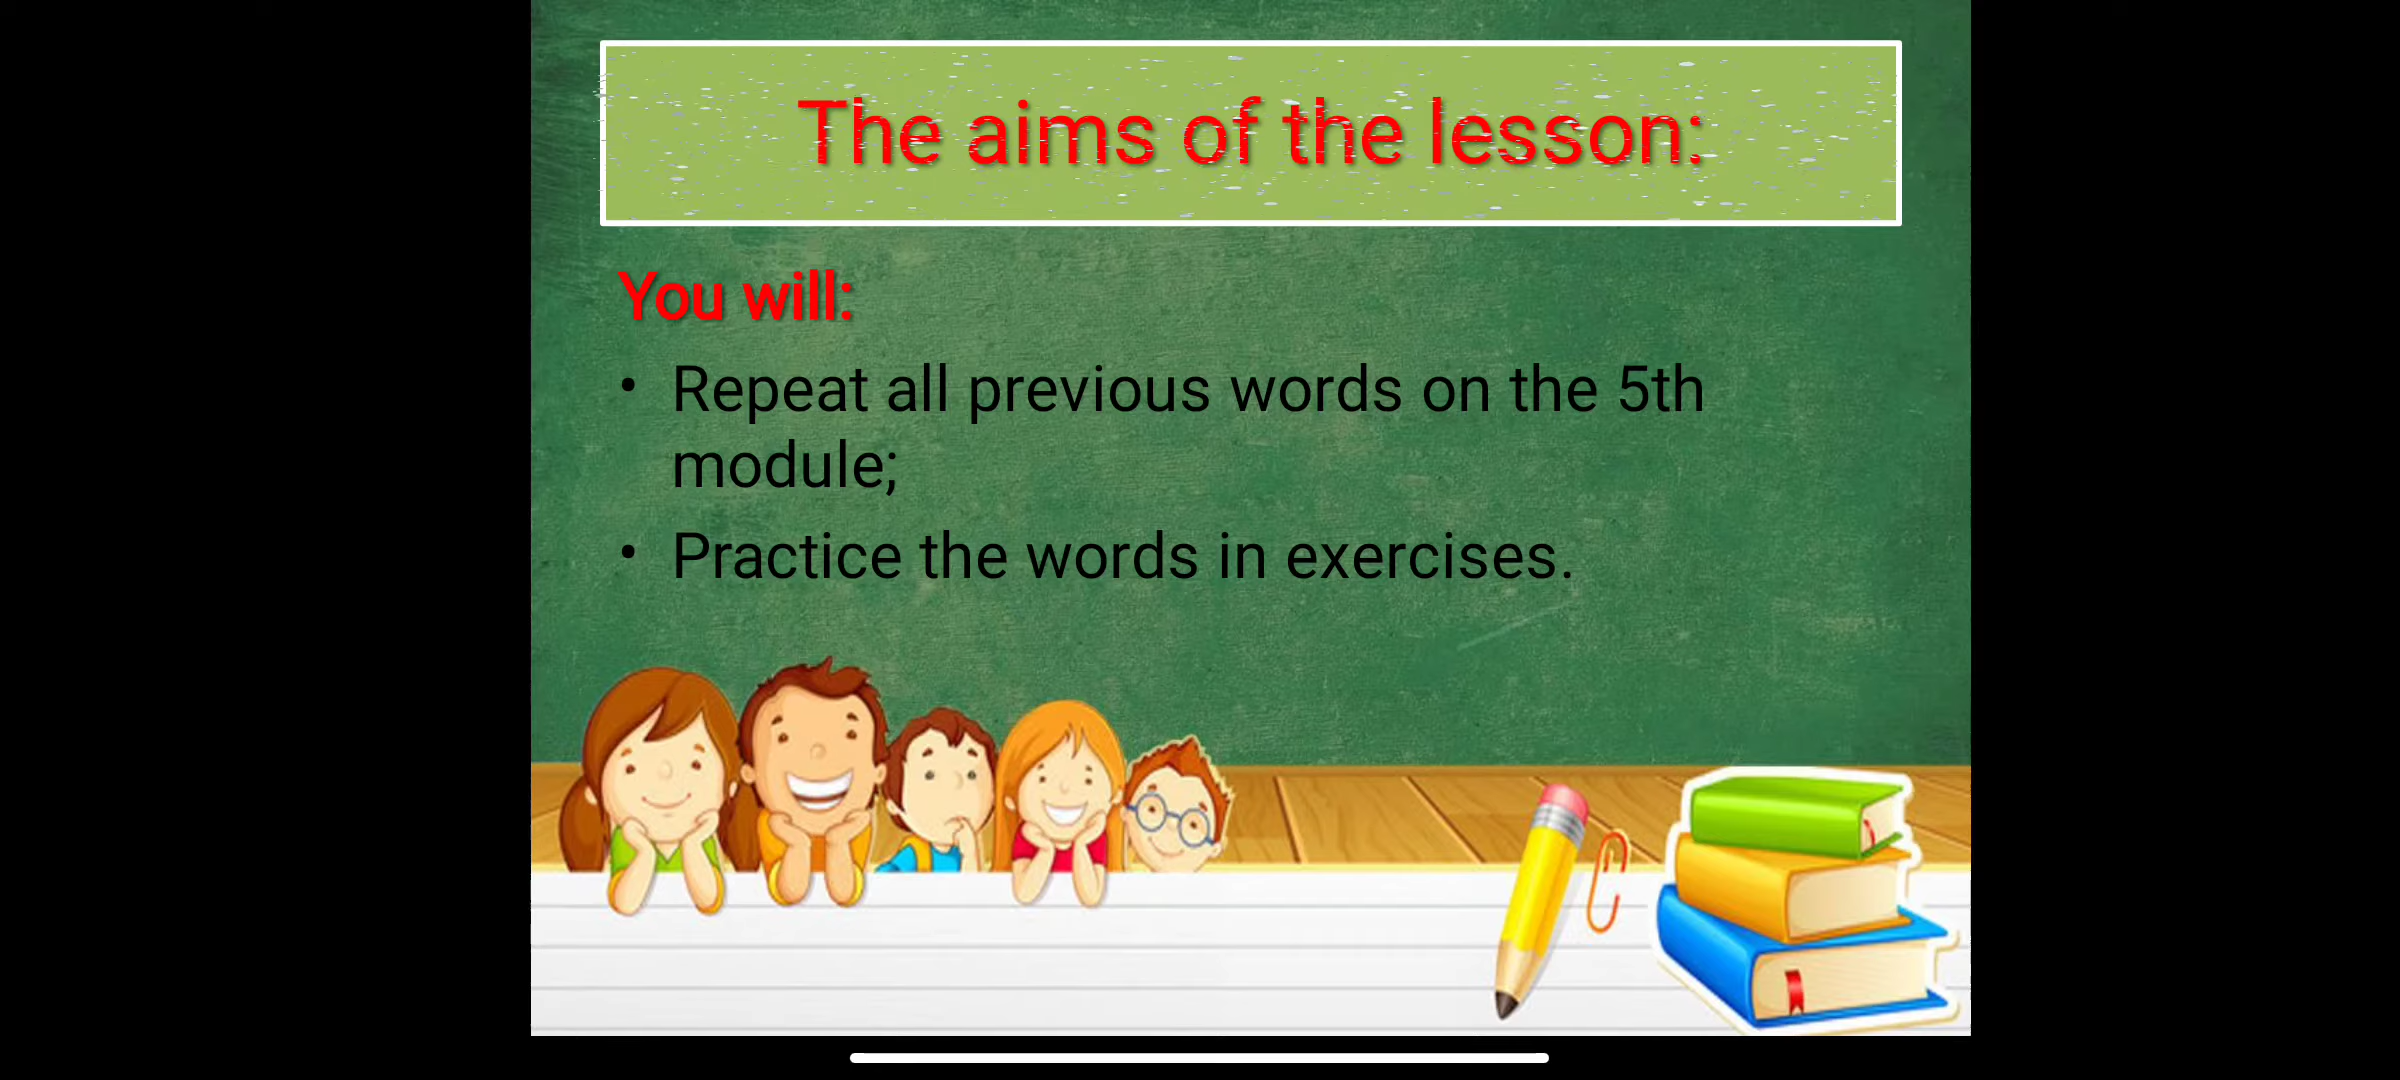 The aims of the lesson:
You will:
• Repeat all previous words on the 5th
module;
• Practice the words in exercises.